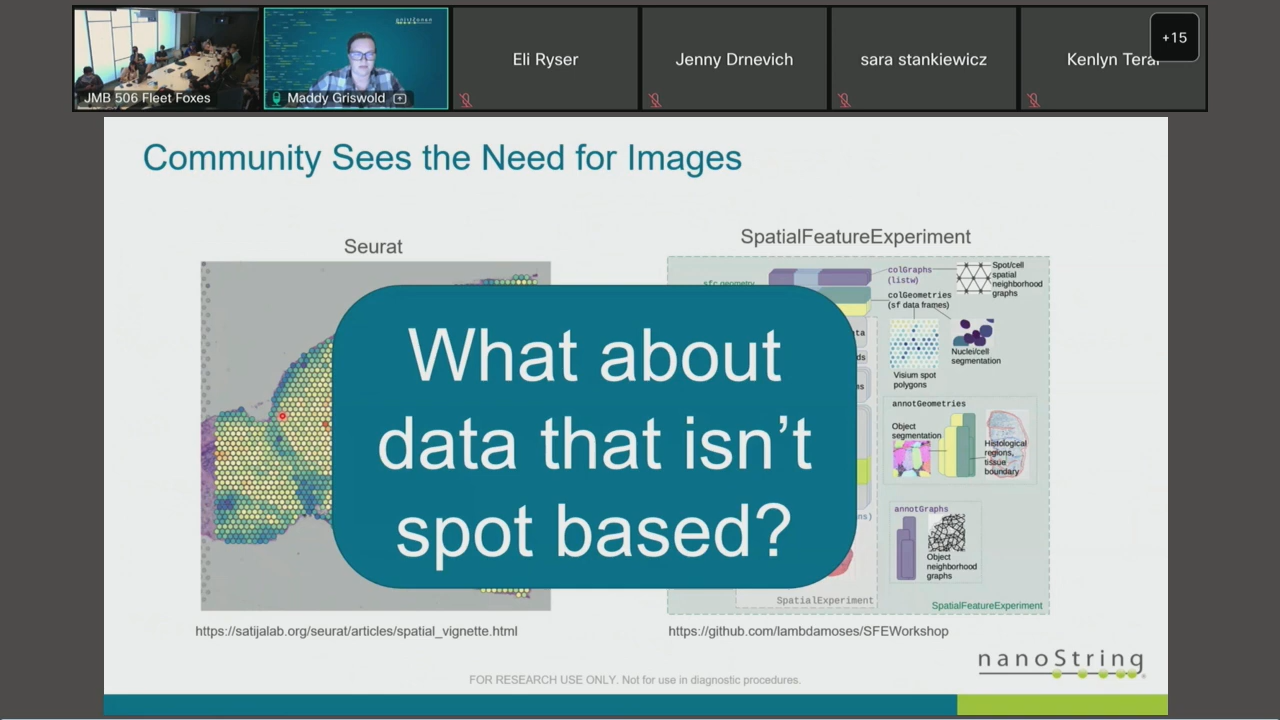 JMB 506 Fleet Foxes
Maddy Griswold
Eli Ryser
Jenny Drnevich
sara stankiewicz
Kenlyn Terai
+15
Community Sees the Need for Images
Seurat
SpatialFeatureExperiment
sfc geometry
colGraphs
(listw)
Spot/cell
spatial
neighborhood
graphs
colGeometries
(sf data frames)
Visium spot
polygons
Nuclei/cell
segmentation
What about
data that isn't
spot based?
annotGeometries
Object
segmentation
Histological
regions,
tissue
boundary
annotGraphs
Object
neighborhood
graphs
SpatialExperiment
SpatialFeatureExperiment
https://satijalab.org/seurat/articles/spatial_vignette.html
https://github.com/lambdamoses/SFEWorkshop
nanoString
FOR RESEARCH USE ONLY. Not for use in diagnostic procedures.